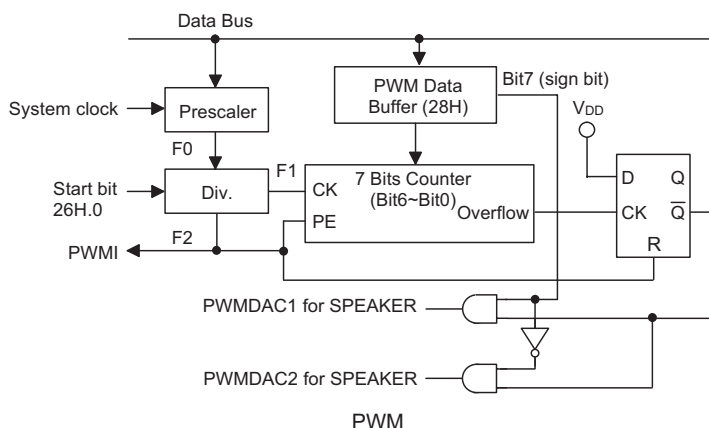 Data Bus
System clock
Prescaler
PWM Data
Buffer (28H)
Bit7 (sign bit)
VDD
F0
F1
Start bit
26H.0
Div.
CK
7 Bits Counter
(Bit6~Bit0)
Overflow
PE
D
Q
CK
Q̅
R
F2
PWMI
PWMDAC1 for SPEAKER
PWMDAC2 for SPEAKER
PWM